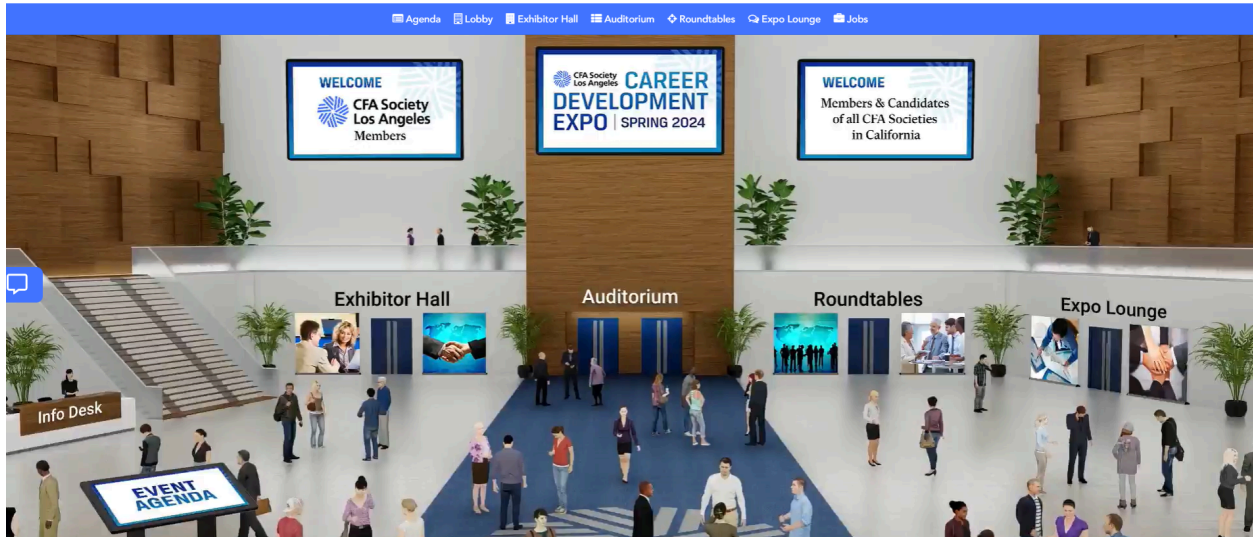 Agenda Lobby Exhibitor Hall Auditorium Roundtables Expo Lounge Jobs
WELCOME
CFA Society
Los Angeles
Members
CFA Society
Los Angeles
CAREER
DEVELOPMENT
EXPO | SPRING 2024
WELCOME
Members & Candidates
of all CFA Societies
in California
Exhibitor Hall
Auditorium
Roundtables
Expo Lounge
Info Desk
EVENT
AGENDA